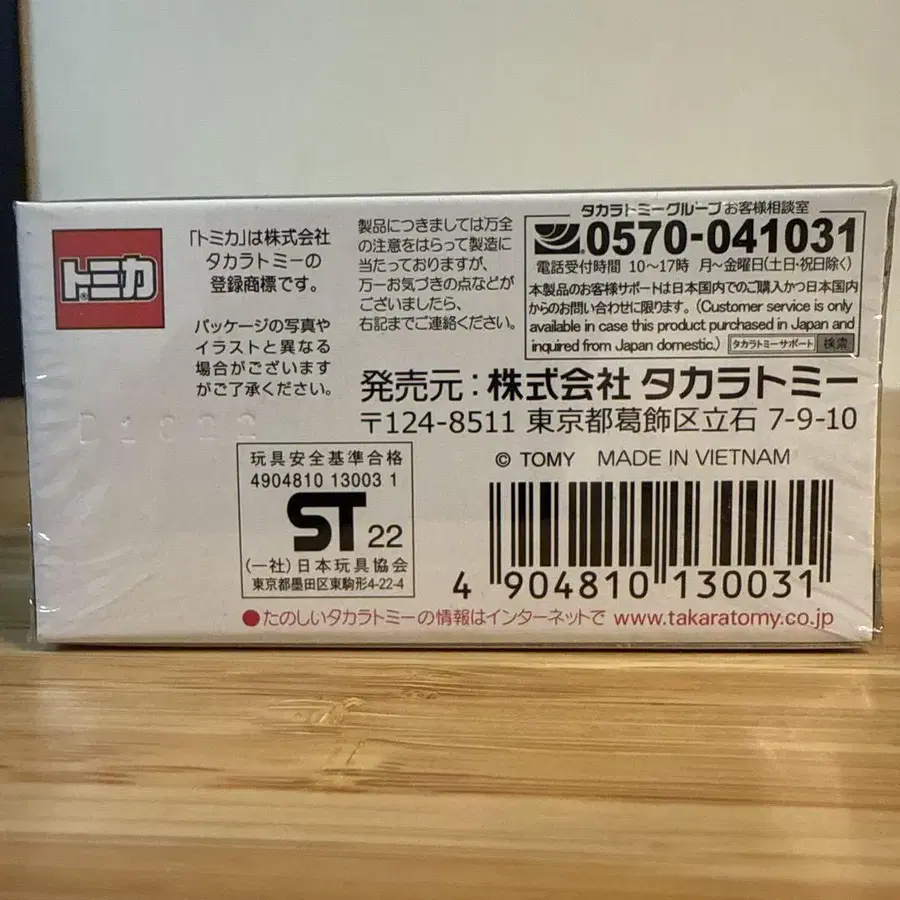 トミカ
®
「トミカ」は株式会社
タカラトミーの
登録商標です。
パッケージの写真や
イラストと異なる
場合がございます
がご了承ください。
製品につきましては万全
の注意をはらって製造に
当たっておりますが、
万一お気づきの点などが
ございましたら、
右記までご連絡ください。
タカラトミーグループお客様相談室
0570-041031
電話受付時間 10〜17時 月〜金曜日(土日・祝日除く)
本製品のお客様サポートは日本国内でのご購入かつ日本国内
からのお問い合わせに限ります。(Customer service is only
available in case this product purchased in Japan and
inquired from Japan domestic.) タカラトミーサポート 検索
発売元:株式会社 タカラトミー
〒124-8511 東京都葛飾区立石 7-9-10
© TOMY MADE IN VIETNAM
玩具安全基準合格
4904810 13003 1
ST 22
(一社)日本玩具協会
東京都墨田区東駒形4-22-4
4 904810 130031
●たのしいタカラトミーの情報はインターネットで www.takaratomy.co.jp